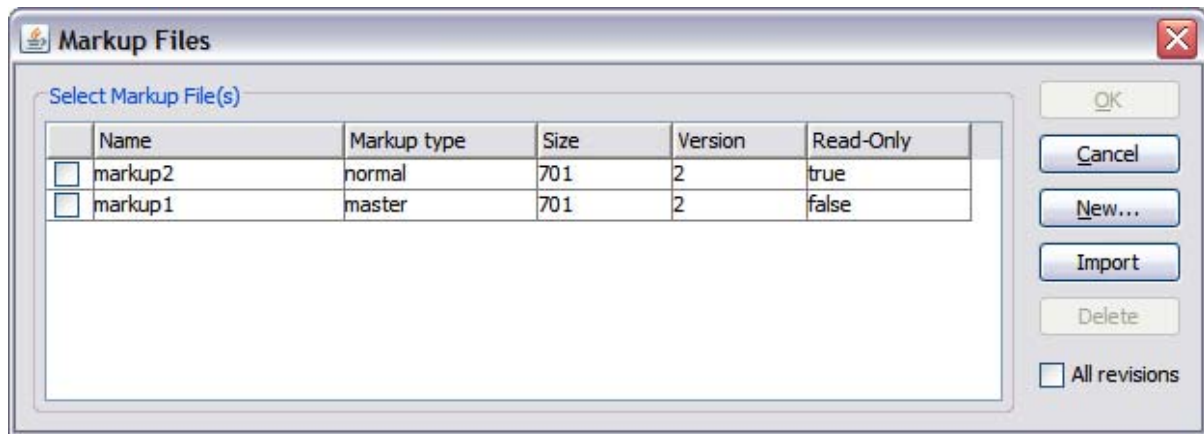 Markup Files
Select Markup File(s)
Name Markup type Size Version Read-Only
markup2 normal 701 2 true
markup1 master 701 2 false
OK
Cancel
New...
Import
Delete
All revisions